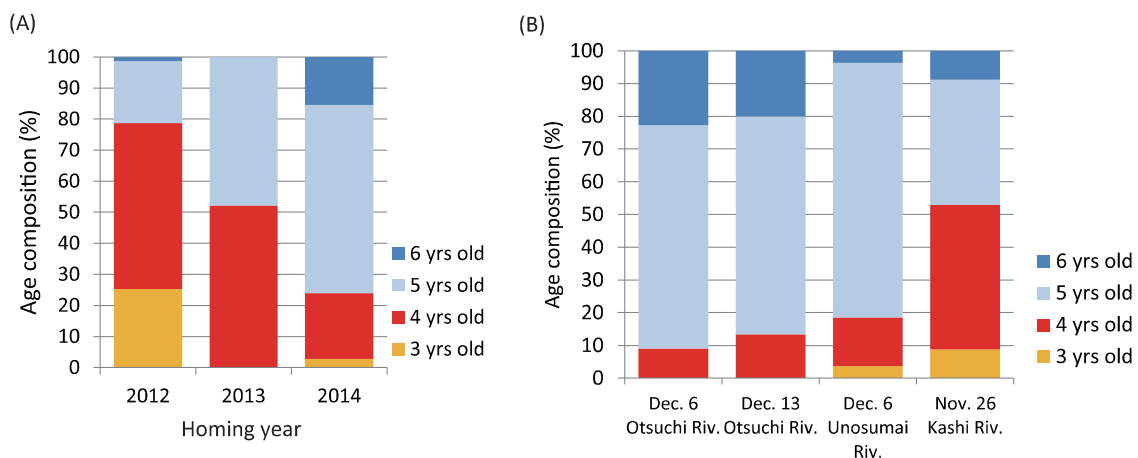 (A)
Age composition (%)
100
90
80
70
60
50
40
30
20
10
0
2012
2013
2014
Homing year
6 yrs old
5 yrs old
4 yrs old
3 yrs old
(B)
Age composition (%)
100
90
80
70
60
50
40
30
20
10
0
Dec. 6
Otsuchi Riv.
Dec. 13
Otsuchi Riv.
Dec. 6
Unosumai
Riv.
Nov. 26
Kashi Riv.
6 yrs old
5 yrs old
4 yrs old
3 yrs old